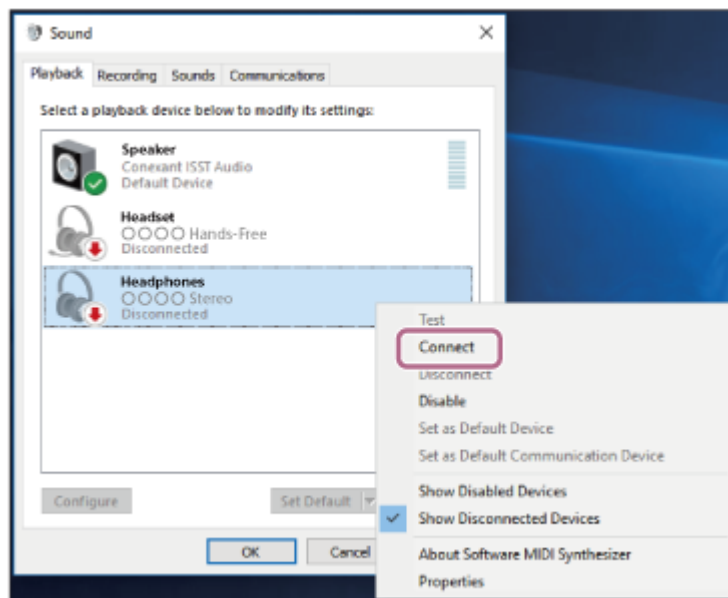 Sound
Playback Recording Sounds Communications
Select a playback device below to modify its settings:
Speaker
Conexant ISST Audio
Default Device
Headset
○○○○ Hands-Free
Disconnected
Headphones
○○○○ Stereo
Disconnected
Test
Connect
Disconnect
Disable
Set as Default Device
Set as Default Communication Device
Show Disabled Devices
Show Disconnected Devices
About Software MIDI Synthesizer
Properties
Configure Set Default
OK Cancel